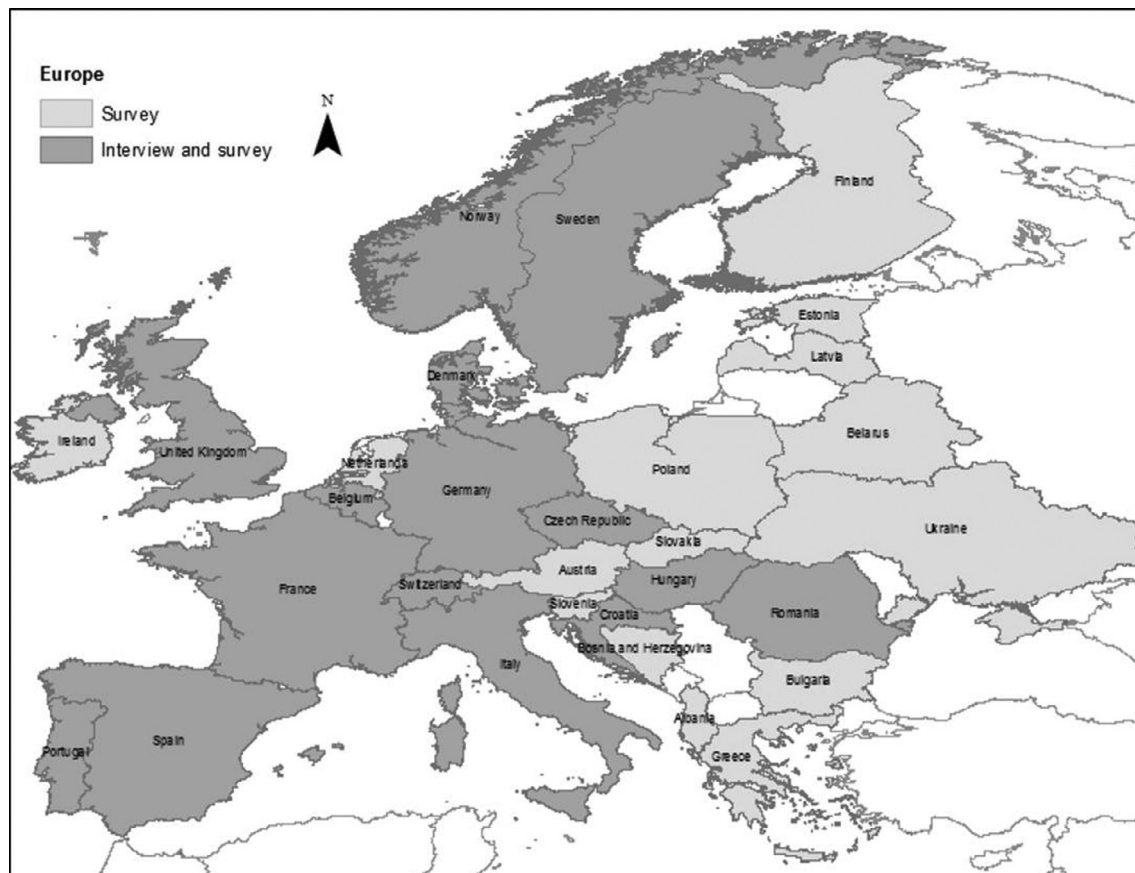 Europe
Survey
Interview and survey
N
Norway
Sweden
Finland
Estonia
Latvia
Denmark
Ireland
United Kingdom
Belarus
Netherlands
Poland
Germany
Belgium
Czech Republic
Ukraine
Slovakia
Austria
Switzerland
France
Hungary
Slovenia
Romania
Croatia
Bosnia and Herzegovina
Italy
Bulgaria
Albania
Spain
Portugal
Greece